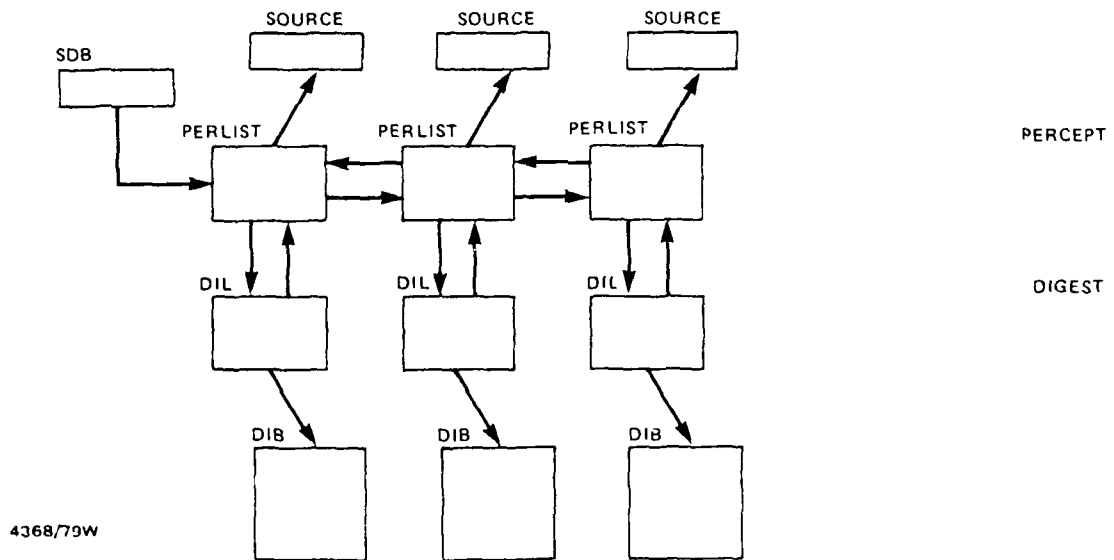 SOURCE SOURCE SOURCE
SDB
PERLIST PERLIST PERLIST
PERCEPT
DIL DIL DIL
DIGEST
DIB DIB DIB
4368/79W